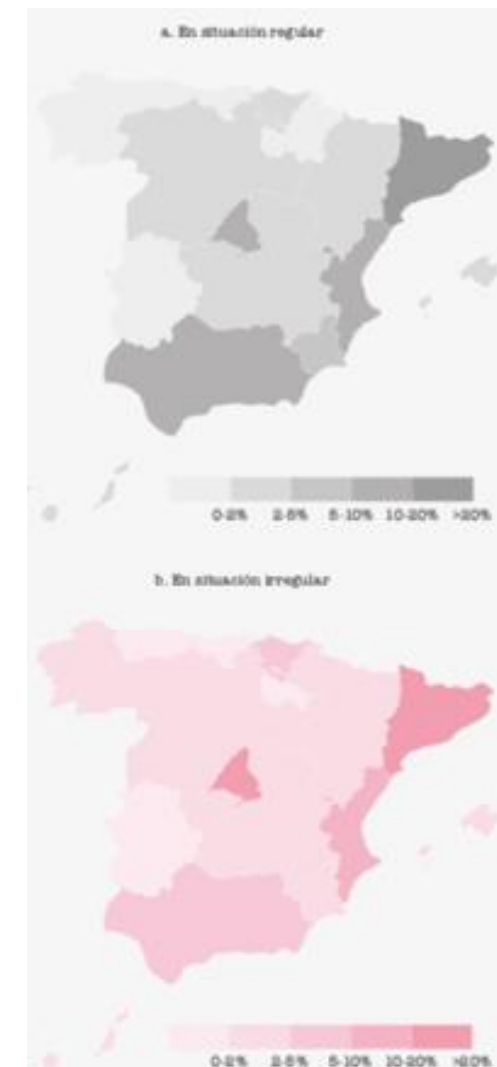 a. En situación regular
0-2% 2-5% 5-10% 10-20% >20%
b. En situación irregular
0-2% 2-5% 5-10% 10-20% >20%